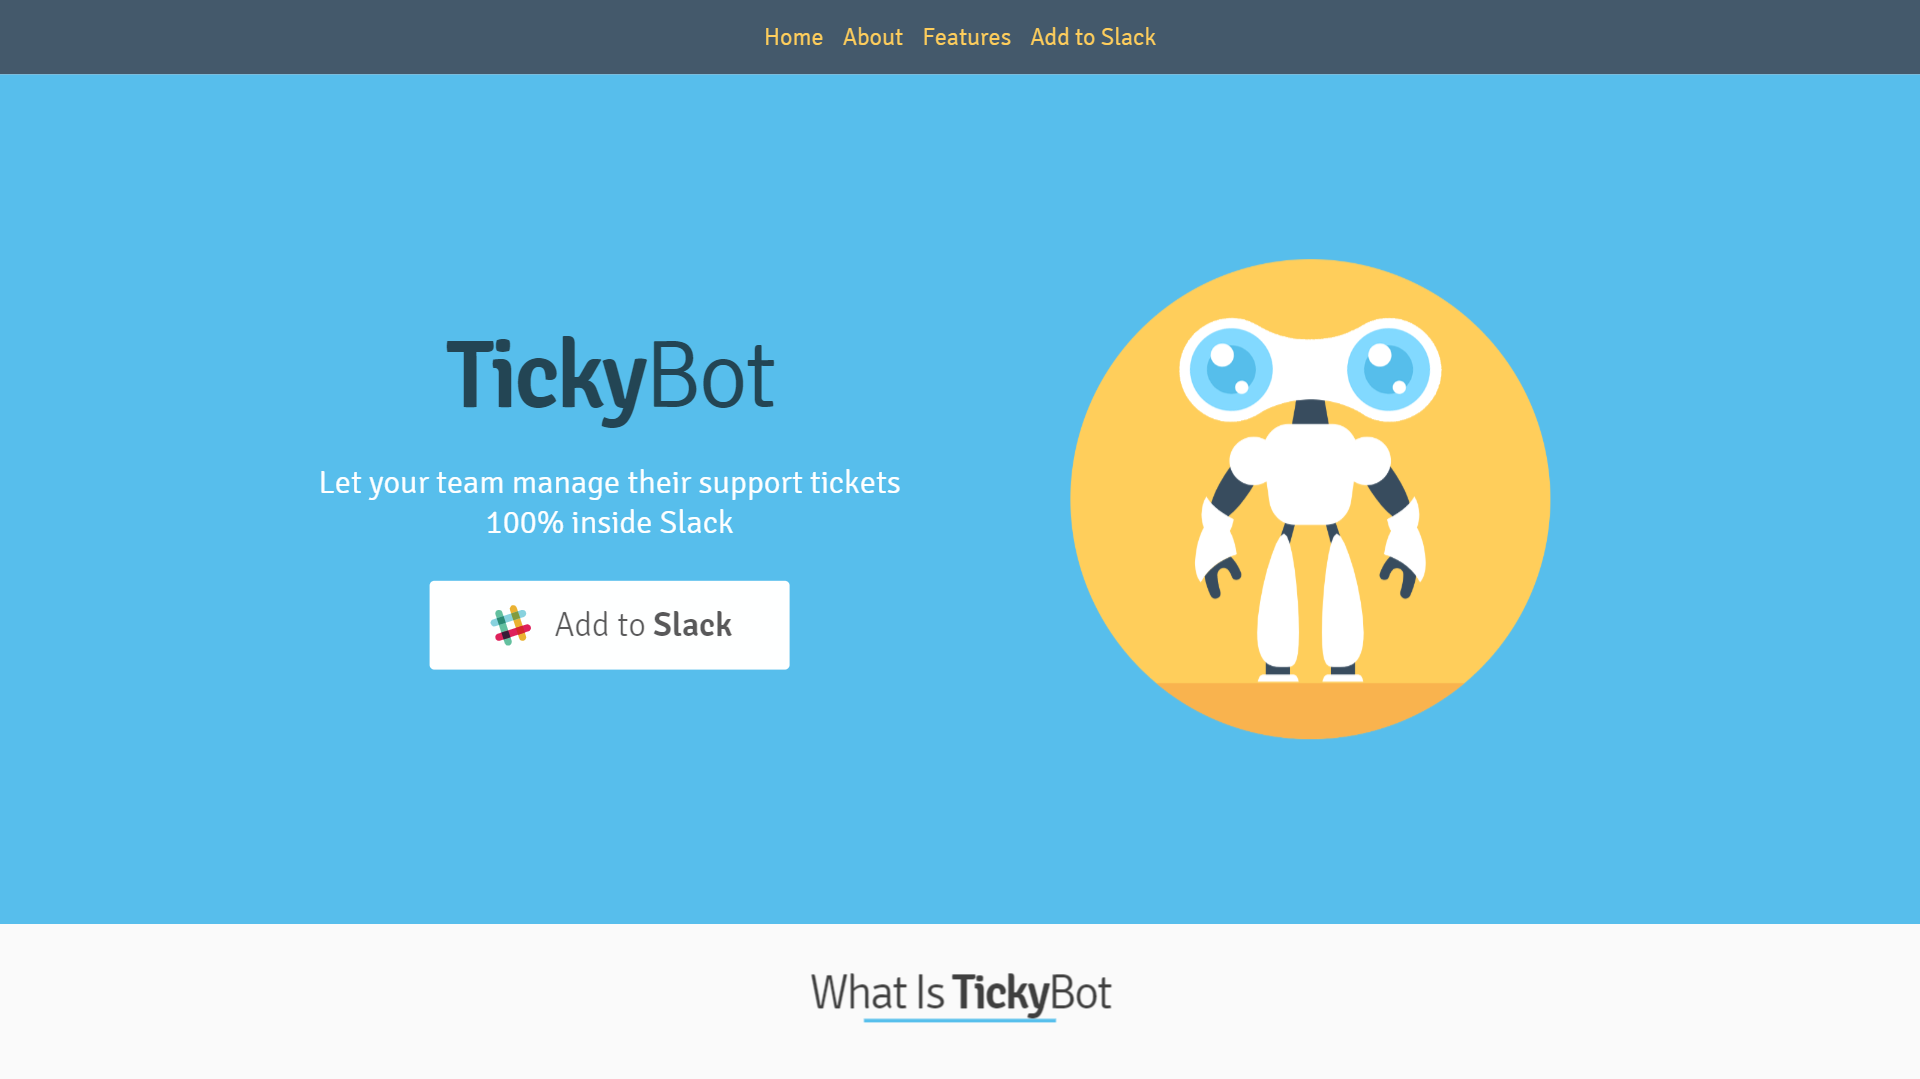 Home About Features Add to Slack
TickyBot
Let your team manage their support tickets
100% inside Slack
Add to Slack
What Is TickyBot